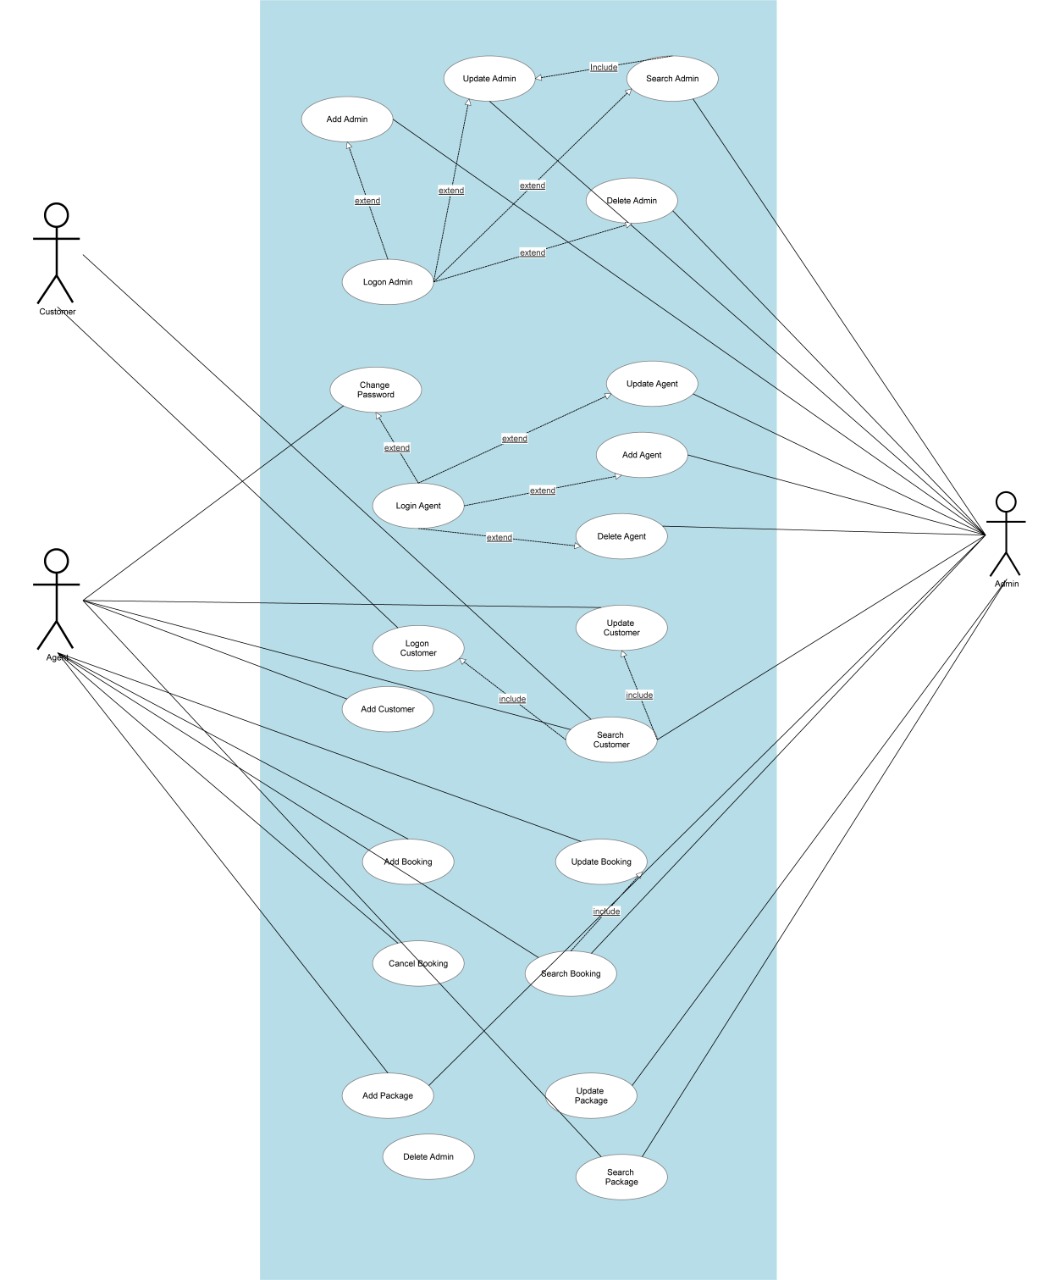 Include
Update Admin
Search Admin
Add Admin
extend
extend
extend
Delete Admin
extend
Logon Admin
Customer
Change
Password
Update Agent
extend
extend
Add Agent
extend
Login Agent
extend
Delete Agent
Admin
Update
Customer
Logon
Customer
Agent
include
include
Add Customer
Search
Customer
Add Booking
Update Booking
include
Cancel Booking
Search Booking
Add Package
Update
Package
Delete Admin
Search
Package